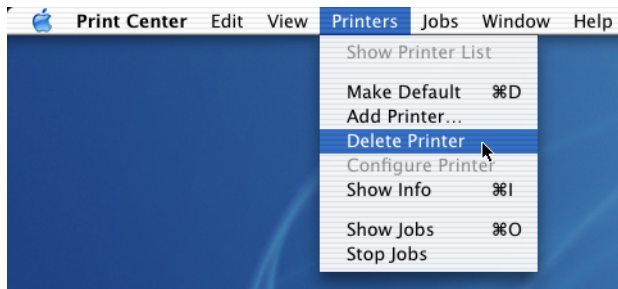 Print Center Edit View Printers Jobs Window Help
Show Printer List
Make Default ⌘D
Add Printer...
Delete Printer
Configure Printer
Show Info ⌘I
Show Jobs ⌘O
Stop Jobs